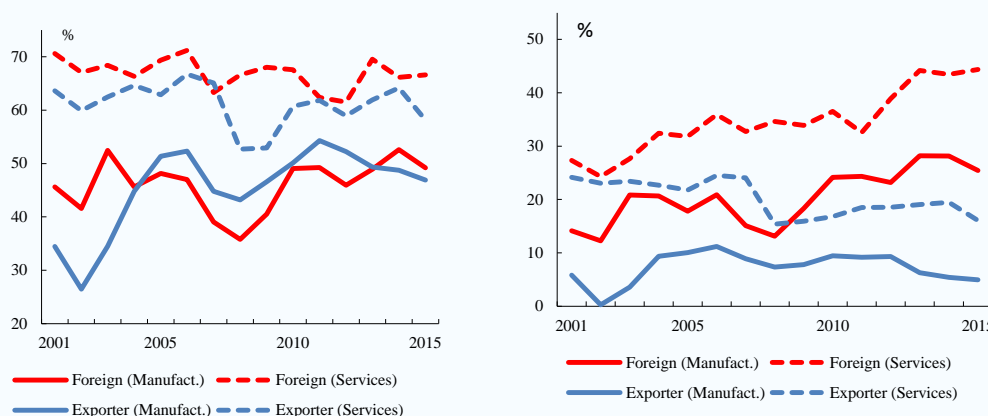 %
70
60
50
40
30
20
2001 2005 2010 2015
Foreign (Manufact.) Foreign (Services)
Exporter (Manufact.) Exporter (Services)
%
50
40
30
20
10
0
2001 2005 2010 2015
Foreign (Manufact.) Foreign (Services)
Exporter (Manufact.) Exporter (Services)